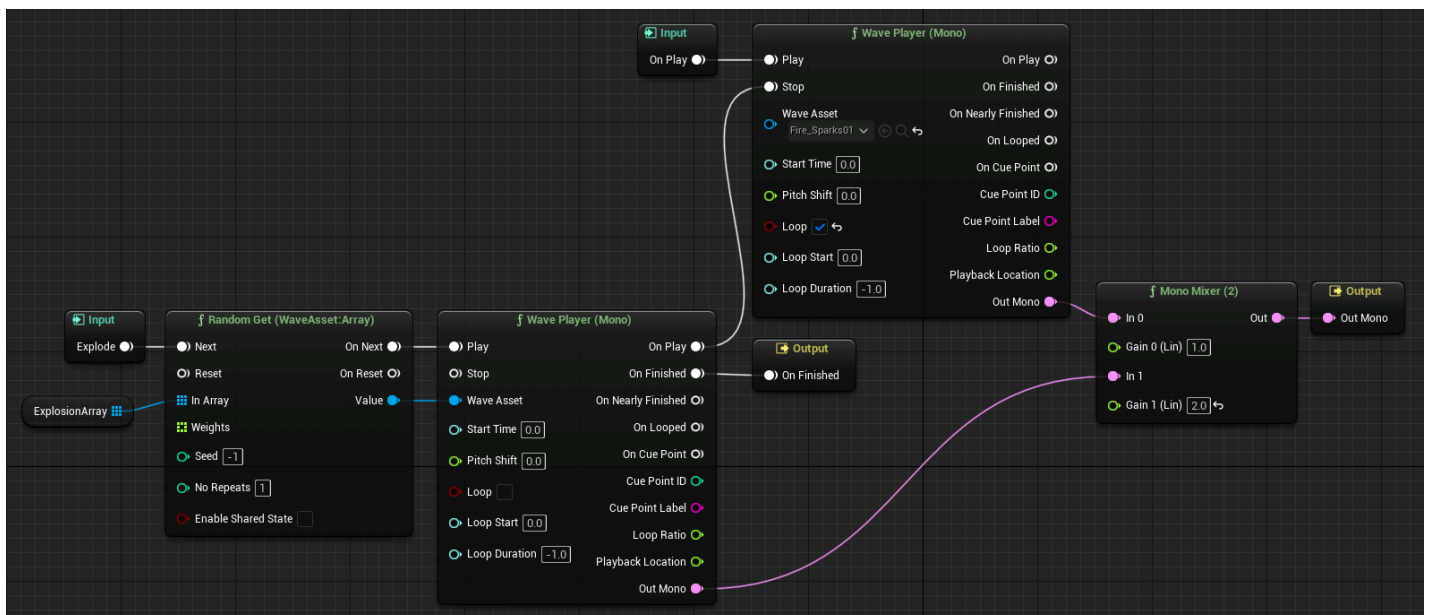 Input
On Play
f Wave Player (Mono)
Play
On Play
Stop
On Finished
Wave Asset
On Nearly Finished
Fire_Sparks01
On Looped
Start Time 0.0
On Cue Point
Pitch Shift 0.0
Cue Point ID
Loop
Cue Point Label
Loop Start 0.0
Loop Ratio
Loop Duration -1.0
Playback Location
Out Mono
Input
Explode
f Random Get (WaveAsset:Array)
Next
On Next
Reset
On Reset
In Array
Value
Weights
Seed -1
No Repeats 1
Enable Shared State
ExplosionArray
f Wave Player (Mono)
Play
On Play
Stop
On Finished
Wave Asset
On Nearly Finished
Start Time 0.0
On Looped
Pitch Shift 0.0
On Cue Point
Loop
Cue Point ID
Loop Start 0.0
Cue Point Label
Loop Duration -1.0
Loop Ratio
Playback Location
Out Mono
Output
On Finished
f Mono Mixer (2)
In 0
Out
Gain 0 (Lin) 1.0
In 1
Gain 1 (Lin) 2.0
Output
Out Mono